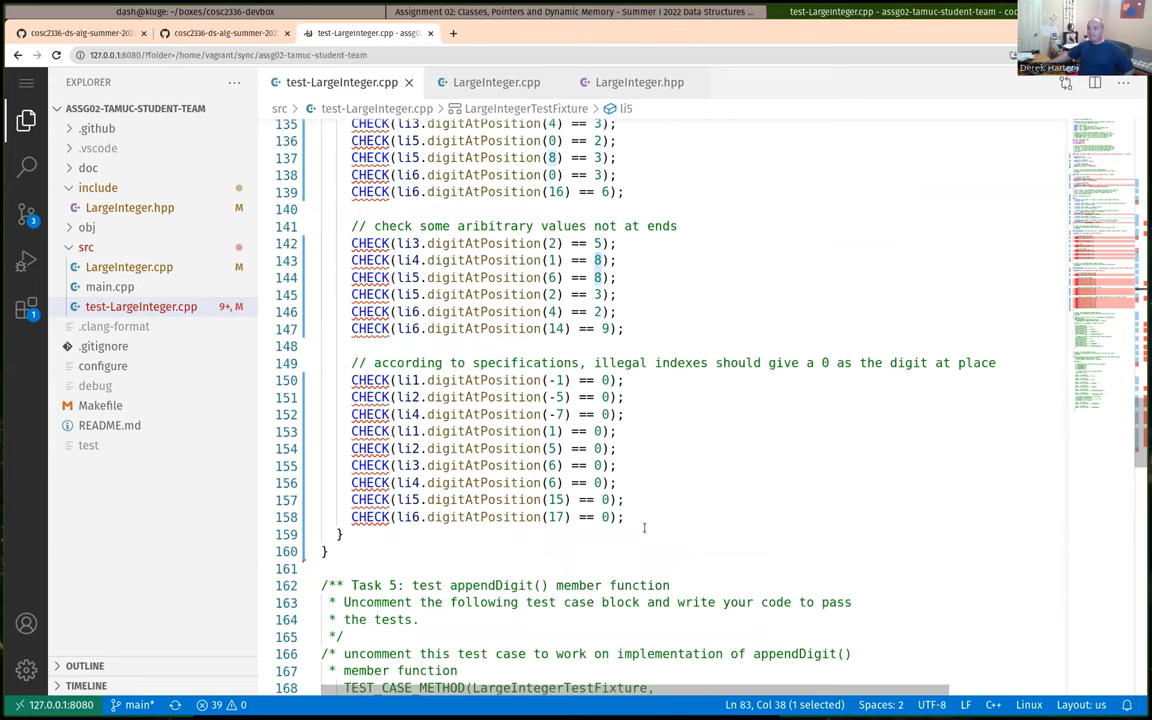 dash@kluge: ~/boxes/cosc2336-devbox
Assignment 02: Classes, Pointers and Dynamic Memory - Summer I 2022 Data Structures ...
test-LargeInteger.cpp - assg02-tamuc-student-team - cod
cosc2336-ds-alg-summer-202
cosc2336-ds-alg-summer-202
test-LargeInteger.cpp - assg
127.0.0.1:8080/?folder=/home/vagrant/sync/assg02-tamuc-student-team
Derek Harter
EXPLORER
test-LargeInteger.cpp
LargeInteger.cpp
LargeInteger.hpp
src > test-LargeInteger.cpp > LargeIntegerTestFixture > li5
ASSG02-TAMUC-STUDENT-TEAM
.github
.vscode
doc
include
LargeInteger.hpp M
obj
src
LargeInteger.cpp M
main.cpp
test-LargeInteger.cpp 9+, M
.clang-format
.gitignore
configure
debug
Makefile
README.md
test
OUTLINE
TIMELINE
3
1
135 CHECK(li3.digitAtPosition(4) == 3);
136 CHECK(li5.digitAtPosition(0) == 2);
137 CHECK(li5.digitAtPosition(8) == 3);
138 CHECK(li6.digitAtPosition(0) == 3);
139 CHECK(li6.digitAtPosition(16) == 6);
140
141 // check some arbitrary values not at ends
142 CHECK(li3.digitAtPosition(2) == 5);
143 CHECK(li4.digitAtPosition(1) == 8);
144 CHECK(li4.digitAtPosition(3) == 8);
145 CHECK(li5.digitAtPosition(2) == 3);
146 CHECK(li6.digitAtPosition(4) == 2);
147 CHECK(li6.digitAtPosition(14) == 9);
148
149 // arording to specifications, illegal indexes should give a 0 as the digit at place
150 CHECK(li1.digitAtPosition(-1) == 0);
151 CHECK(li2.digitAtPosition(-5) == 0);
152 CHECK(li4.digitAtPosition(-7) == 0);
153 CHECK(li1.digitAtPosition(1) == 0);
154 CHECK(li2.digitAtPosition(5) == 0);
155 CHECK(li3.digitAtPosition(6) == 0);
156 CHECK(li4.digitAtPosition(6) == 0);
157 CHECK(li5.digitAtPosition(15) == 0);
158 CHECK(li6.digitAtPosition(17) == 0);
159 }
160 }
161
162 /** Task 5: test appendDigit() member function
163 * Uncomment the following test case block and write your code to pass
164 * the tests.
165 */
166 /* uncomment this test case to work on implementation of appendDigit()
167 * member function
168 TEST_CASE_METHOD(LargeIntegerTestFixture,
127.0.0.1:8080
main*
39 0
Ln 83, Col 38 (1 selected)
Spaces: 2
UTF-8
LF
C++
Linux
Layout: us